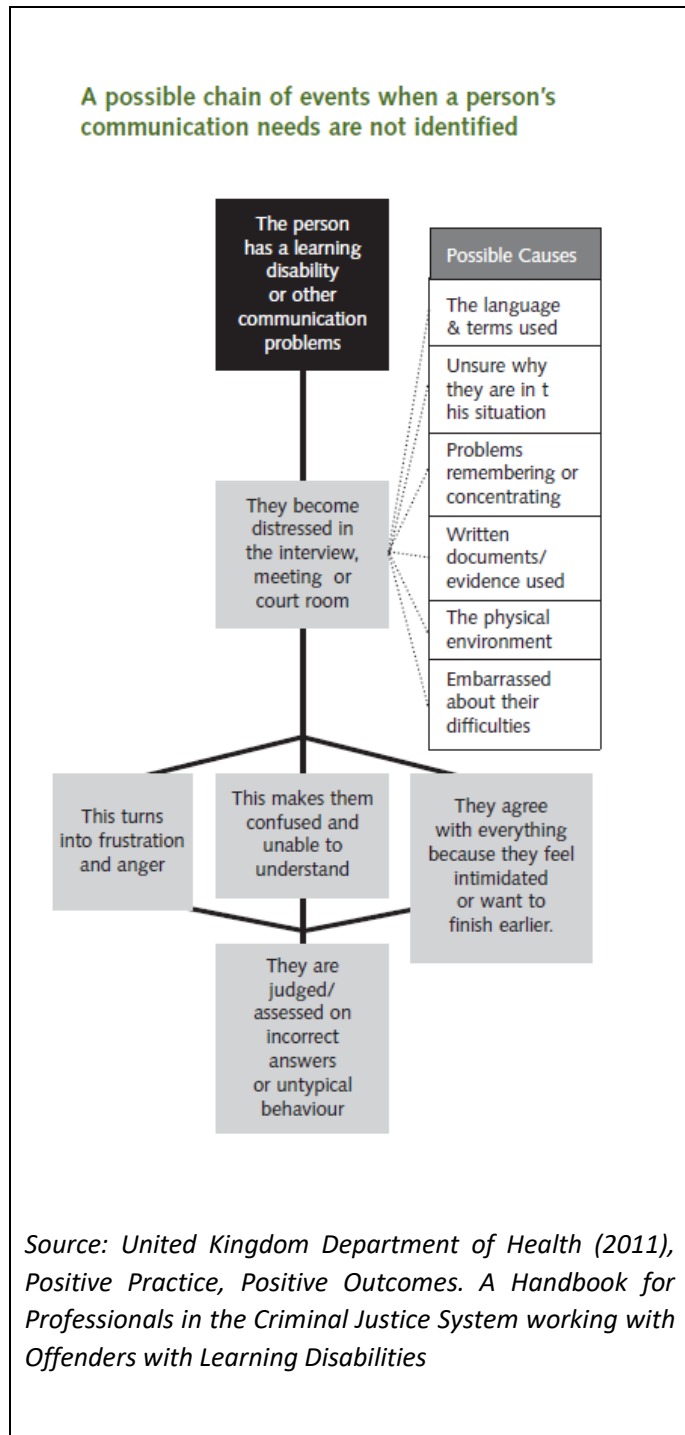 A possible chain of events when a person's
communication needs are not identified
The person
has a learning
disability
or other
communication
problems
Possible Causes
The language
& terms used
Unsure why
they are in t
his situation
Problems
remembering or
concentrating
Written
documents/
evidence used
The physical
environment
Embarrassed
about their
difficulties
They become
distressed in
the interview,
meeting or
court room
This turns
into frustration
and anger
This makes them
confused and
unable to
understand
They agree
with everything
because they feel
intimidated
or want to
finish earlier.
They are
judged/
assessed on
incorrect
answers
or untypical
behaviour
Source: United Kingdom Department of Health (2011),
Positive Practice, Positive Outcomes. A Handbook for
Professionals in the Criminal Justice System working with
Offenders with Learning Disabilities